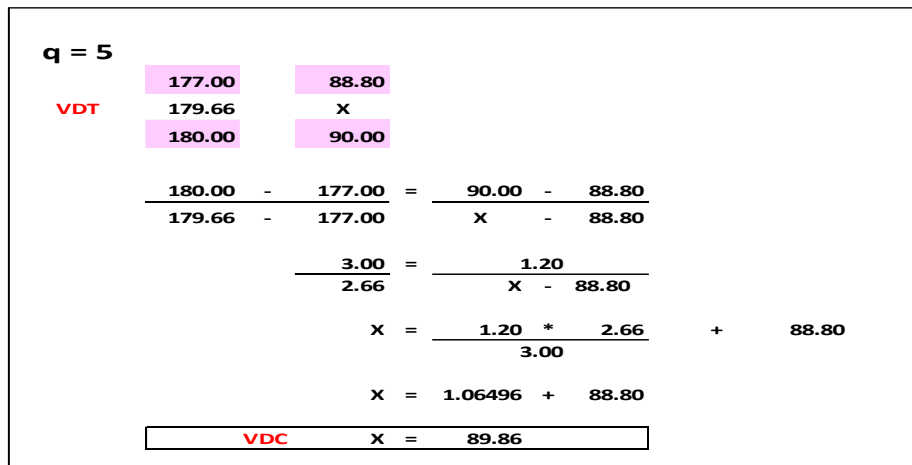 q = 5
177.00 88.80
VDT 179.66 X
180.00 90.00
180.00 - 177.00 = 90.00 - 88.80
179.66 - 177.00 X - 88.80
3.00 = 1.20
2.66 X - 88.80
X = 1.20 * 2.66 + 88.80
3.00
X = 1.06496 + 88.80
VDC X = 89.86